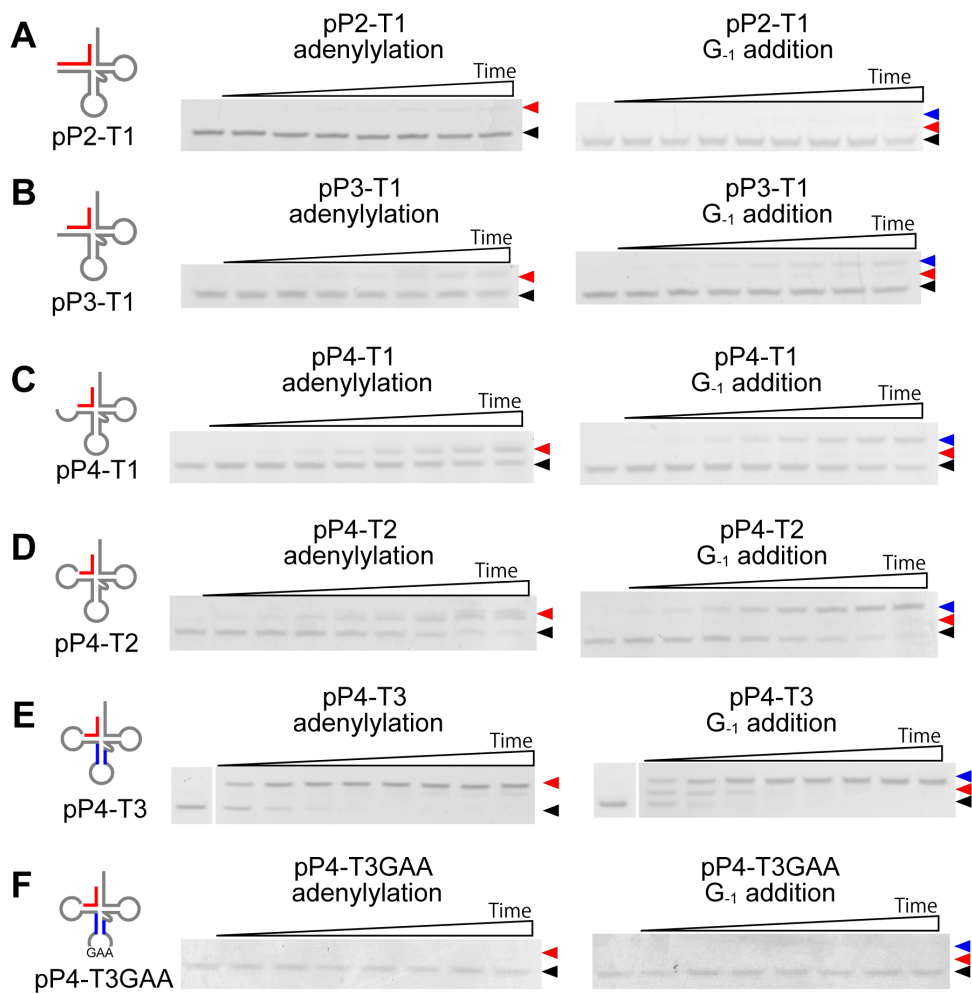 A
pP2-T1
adenylylation
Time
pP2-T1
G-1 addition
Time
pP2-T1
B
pP3-T1
adenylylation
Time
pP3-T1
G-1 addition
Time
pP3-T1
C
pP4-T1
adenylylation
Time
pP4-T1
G-1 addition
Time
pP4-T1
D
pP4-T2
adenylylation
Time
pP4-T2
G-1 addition
Time
pP4-T2
E
pP4-T3
adenylylation
Time
pP4-T3
G-1 addition
Time
pP4-T3
F
pP4-T3GAA
adenylylation
Time
pP4-T3GAA
G-1 addition
Time
GAA
pP4-T3GAA